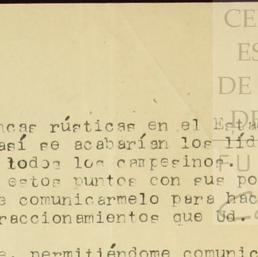 CE
ES
DE
DE
F U
ncas rústicas en el Esta
así se acabarían los líd
todos los campesinos.
estos puntos con sus po
comunicarmelo para hac
raccionamientos que Ud.
permitiéndome comunic